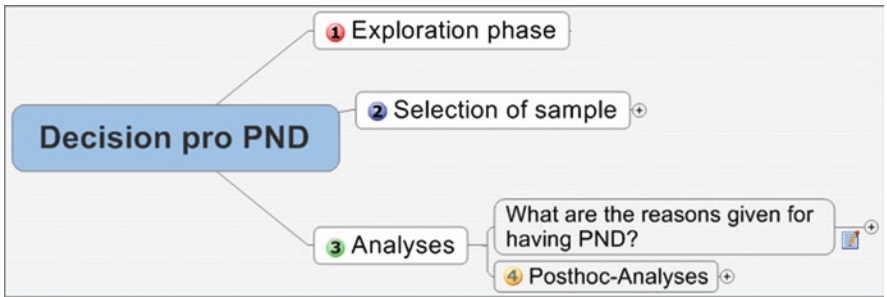 1 Exploration phase
2 Selection of sample
Decision pro PND
What are the reasons given for
having PND?
3 Analyses
4 Posthoc-Analyses